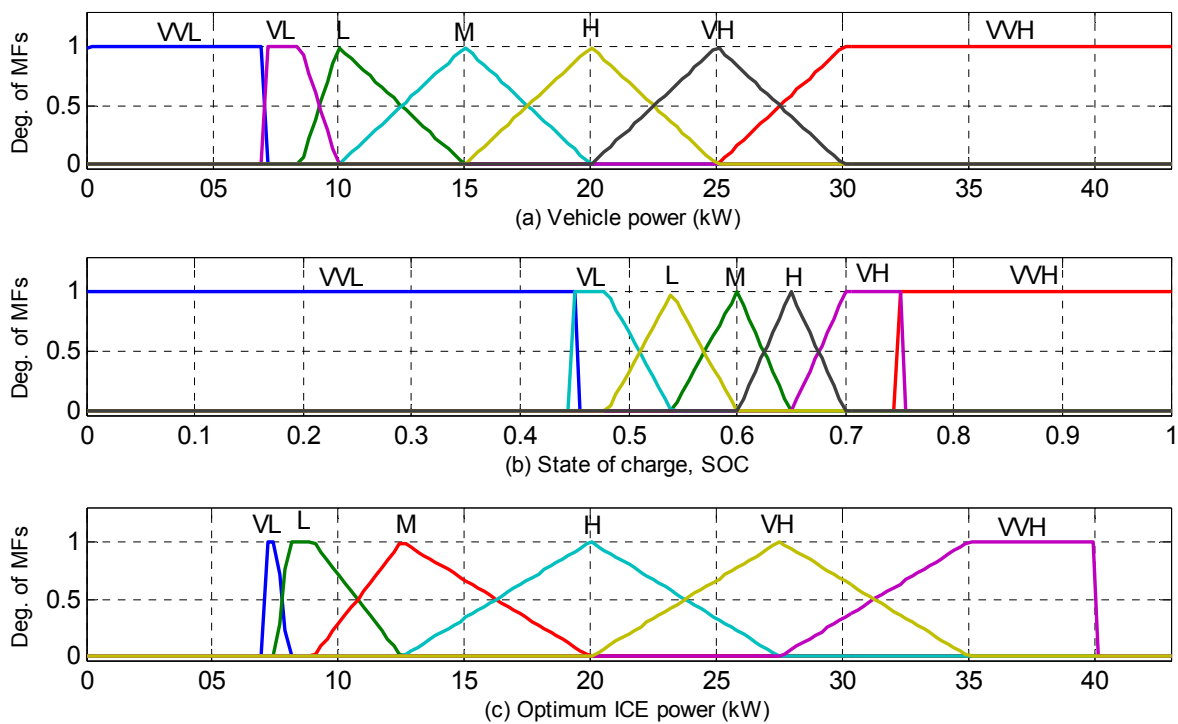 VVL VL L M H VH VVH
1
0.5
0
Deg. of MFs
0 05 10 15 20 25 30 35 40
(a) Vehicle power (kW)
VVL VL L M H VH VVH
1
0.5
0
Deg. of MFs
0 0.1 0.2 0.3 0.4 0.5 0.6 0.7 0.8 0.9 1
(b) State of charge, SOC
VL L M H VH VVH
1
0.5
0
Deg. of MFs
0 05 10 15 20 25 30 35 40
(c) Optimum ICE power (kW)